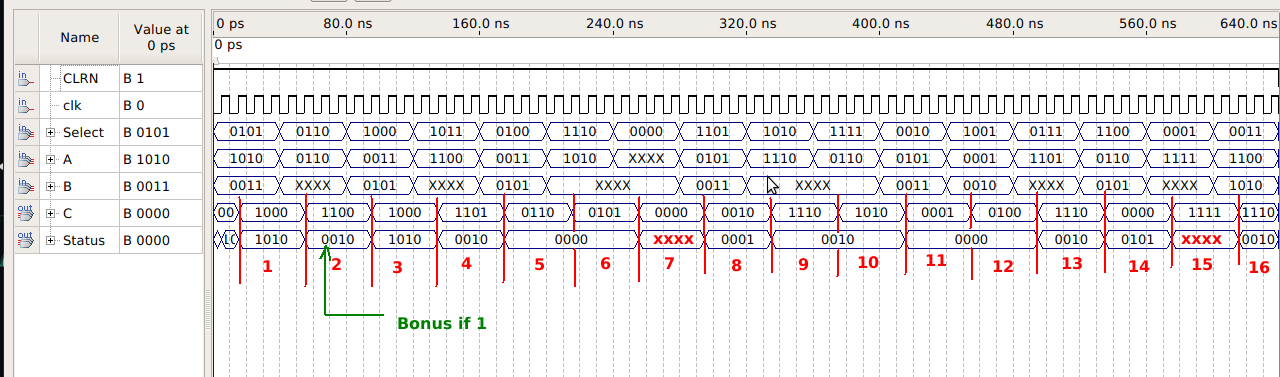 Name Value at 0 ps 0 ps 80.0 ns 160.0 ns 240.0 ns 320.0 ns 400.0 ns 480.0 ns 560.0 ns 640.0 ns
0 ps
in CLRN B 1
in clk B 0
in Select B 0101 0101 0110 1000 1011 0100 1110 0000 1101 1010 1111 0010 1001 0111 1100 0001 0011
in A B 1010 1010 0110 0011 1100 0011 1010 XXXX 0101 1110 0110 0101 0001 1101 0110 1111 1100
in B B 0011 0011 XXXX 0101 XXXX 0101 XXXX 0011 XXXX 0011 0010 XXXX 0101 XXXX 1010
out C B 0000 00 1000 1100 1000 1101 0110 0101 0000 0010 1110 1010 0001 0100 1110 0000 1111 1110
out Status B 0000 1010 0010 1010 0010 0000 xxxx 0001 0010 0000 0010 0101 xxxx 0010
1 2 3 4 5 6 7 8 9 10 11 12 13 14 15 16
Bonus if 1